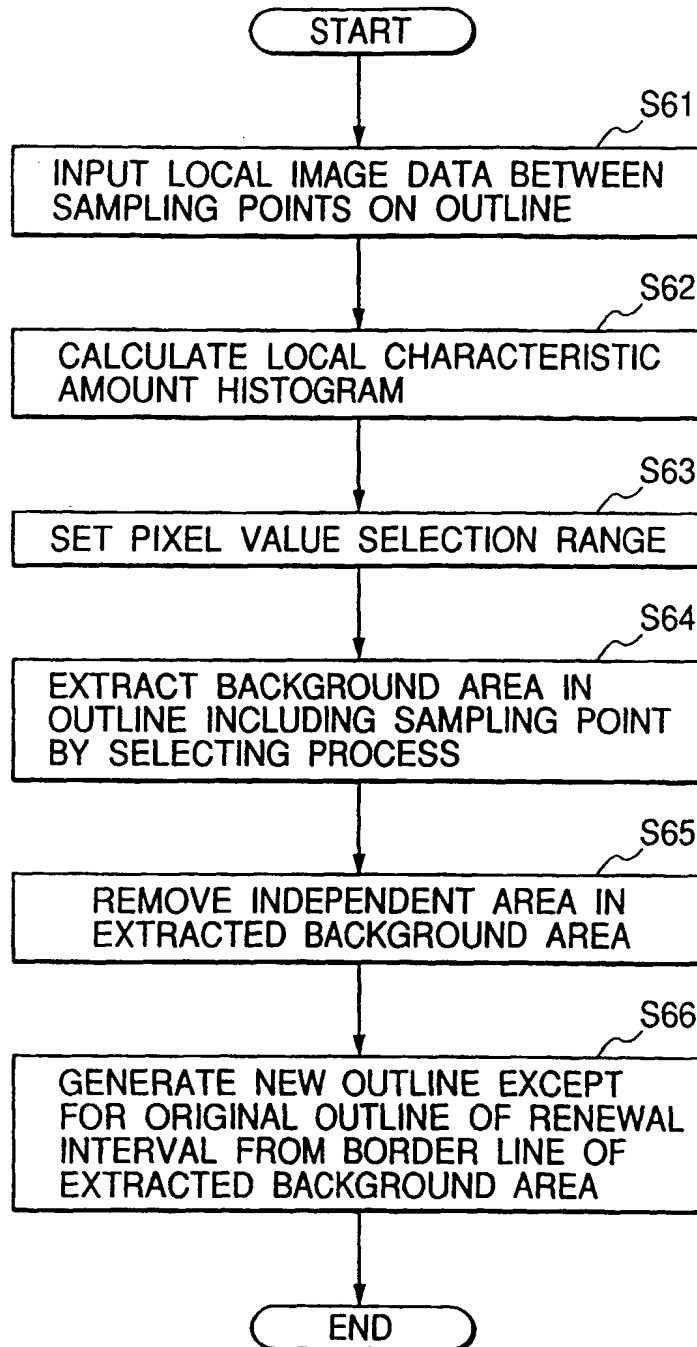 START
S61
INPUT LOCAL IMAGE DATA BETWEEN
SAMPLING POINTS ON OUTLINE
S62
CALCULATE LOCAL CHARACTERISTIC
AMOUNT HISTOGRAM
S63
SET PIXEL VALUE SELECTION RANGE
S64
EXTRACT BACKGROUND AREA IN
OUTLINE INCLUDING SAMPLING POINT
BY SELECTING PROCESS
S65
REMOVE INDEPENDENT AREA IN
EXTRACTED BACKGROUND AREA
S66
GENERATE NEW OUTLINE EXCEPT
FOR ORIGINAL OUTLINE OF RENEWAL
INTERVAL FROM BORDER LINE OF
EXTRACTED BACKGROUND AREA
END